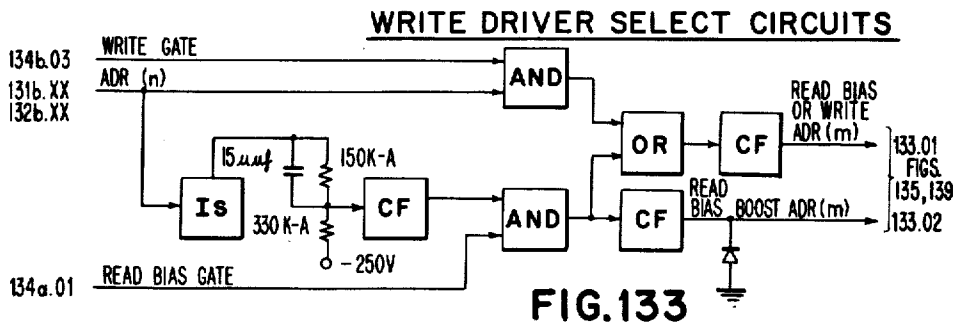 WRITE DRIVER SELECT CIRCUITS
134b.03 WRITE GATE
131b.XX ADR (n)
132b.XX
AND
READ BIAS
OR WRITE
ADR(m)
OR
CF
133.01
FIGS.
135,139
133.02
15uuf
150K-A
Is
330K-A
CF
AND
CF
READ
BIAS BOOST ADR(m)
-250V
134a.01 READ BIAS GATE
FIG.133